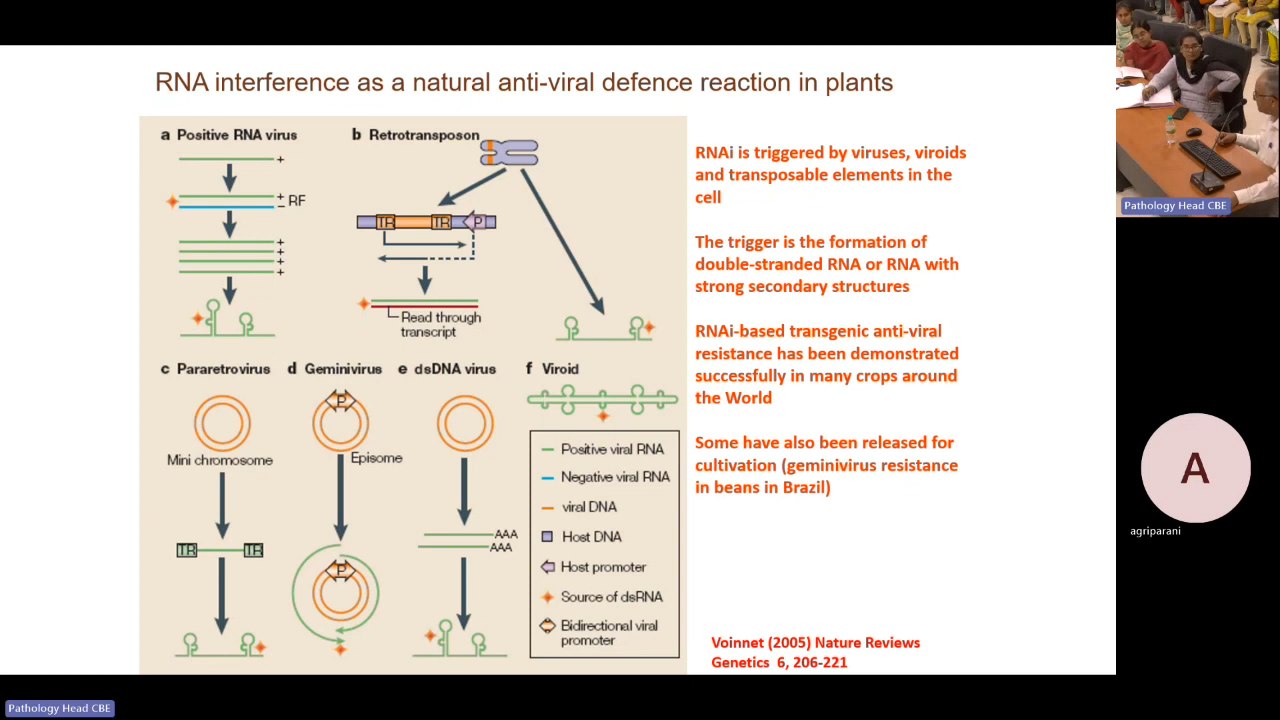 RNA interference as a natural anti-viral defence reaction in plants
a Positive RNA virus
+
+
–
RF
+
+
+
+
b Retrotransposon
TR
TR
P
Read through
transcript
c Pararetrovirus
Mini chromosome
TR
TR
d Geminivirus
P
Episome
P
e dsDNA virus
AAA
AAA
f Viroid
Positive viral RNA
Negative viral RNA
viral DNA
Host DNA
Host promoter
Source of dsRNA
Bidirectional viral
promoter
P
RNAi is triggered by viruses, viroids
and transposable elements in the
cell
The trigger is the formation of
double-stranded RNA or RNA with
strong secondary structures
RNAi-based transgenic anti-viral
resistance has been demonstrated
successfully in many crops around
the World
Some have also been released for
cultivation (geminivirus resistance
in beans in Brazil)
Voinnet (2005) Nature Reviews
Genetics 6, 206-221
Pathology Head CBE
A
agriparani
Pathology Head CBE